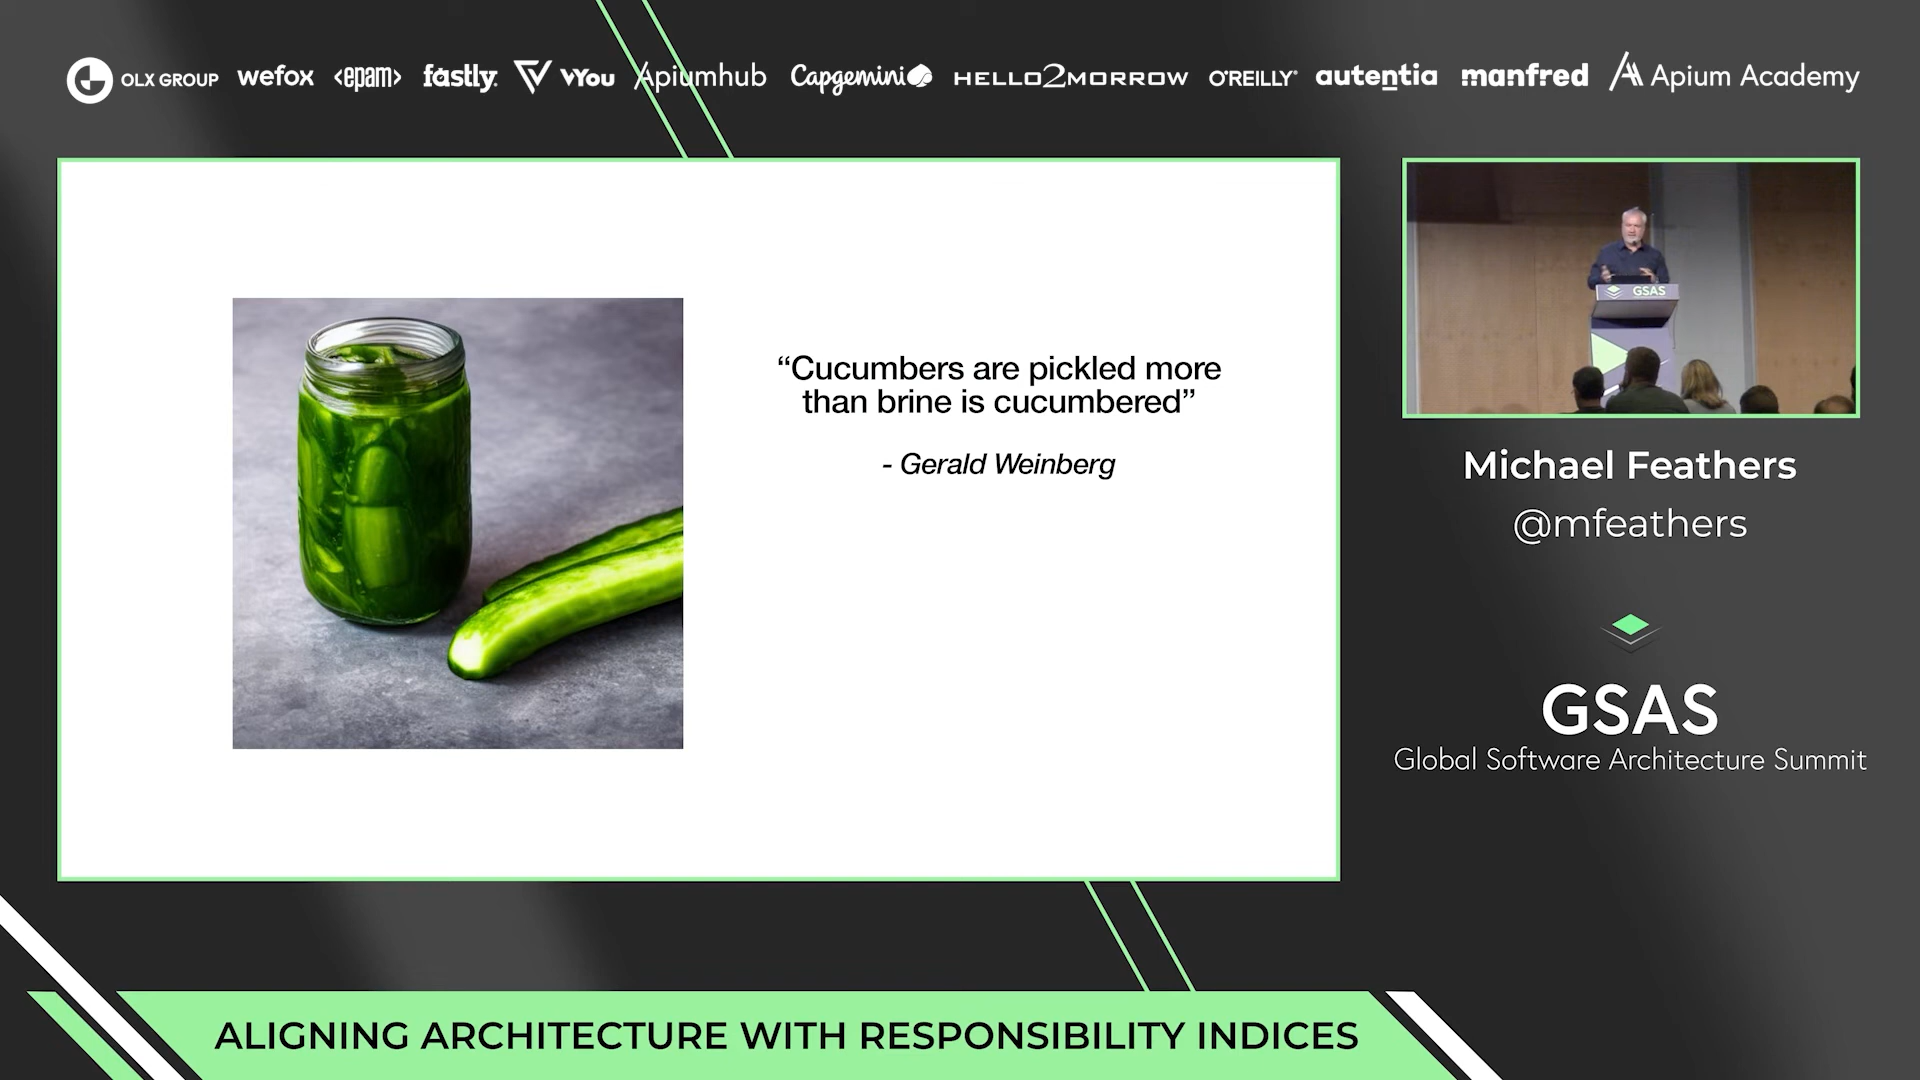 OLX GROUP wefox <epam> fastly. VYou Apiumhub Capgemini HELLO2MORROW O'REILLY® autentia manfred Apium Academy
“Cucumbers are pickled more
than brine is cucumbered”
- Gerald Weinberg
GSAS
Michael Feathers
@mfeathers
GSAS
Global Software Architecture Summit
ALIGNING ARCHITECTURE WITH RESPONSIBILITY INDICES